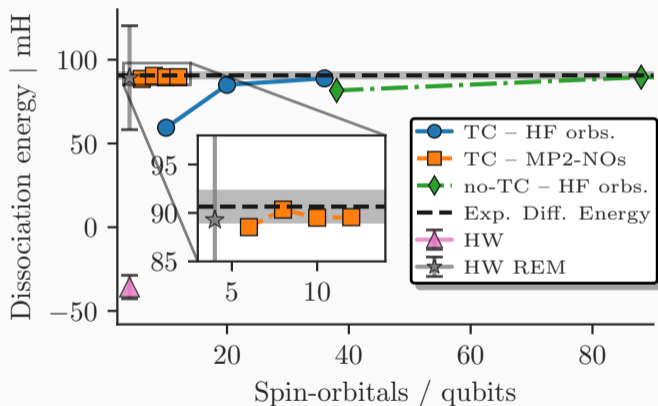 Dissociation energy | mH
100
50
0
−50
95
90
85
5
10
TC – HF orbs.
TC – MP2-NOs
no-TC – HF orbs.
Exp. Diff. Energy
HW
HW REM
20
40
60
80
Spin-orbitals / qubits